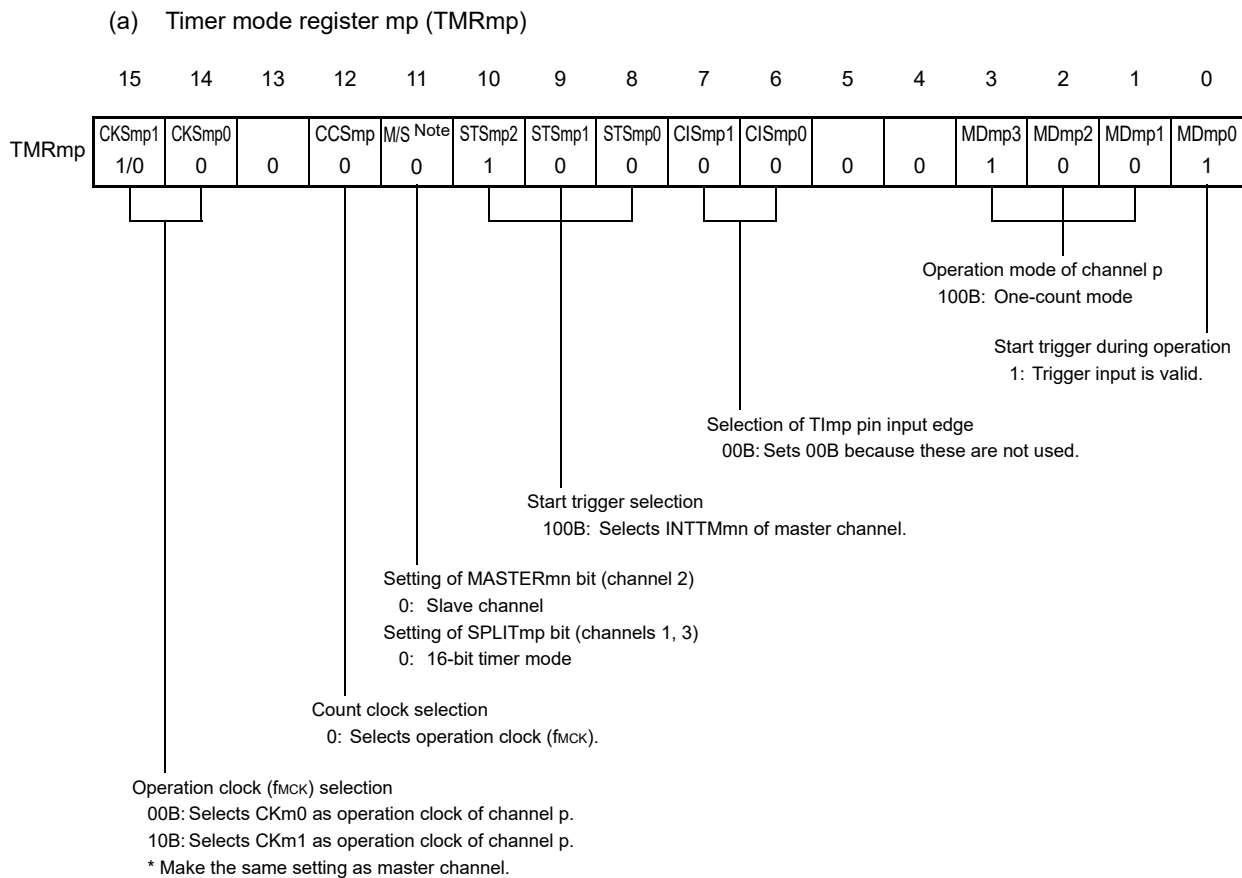 (a) Timer mode register mp (TMRmp)
15 14 13 12 11 10 9 8 7 6 5 4 3 2 1 0
CKSmp1 CKSmp0 CCSmp M/S Note STSmp2 STSmp1 STSmp0 CISmp1 CISmp0 MDmp3 MDmp2 MDmp1 MDmp0
TMRmp
1/0 0 0 0 0 1 0 0 0 0 0 0 1 0 0 1
Operation mode of channel p
100B: One-count mode
Start trigger during operation
1: Trigger input is valid.
Selection of TImp pin input edge
00B: Sets 00B because these are not used.
Start trigger selection
100B: Selects INTTMmn of master channel.
Setting of MASTERmn bit (channel 2)
0: Slave channel
Setting of SPLITmp bit (channels 1, 3)
0: 16-bit timer mode
Count clock selection
0: Selects operation clock (fMCK).
Operation clock (fMCK) selection
00B: Selects CKm0 as operation clock of channel p.
10B: Selects CKm1 as operation clock of channel p.
* Make the same setting as master channel.